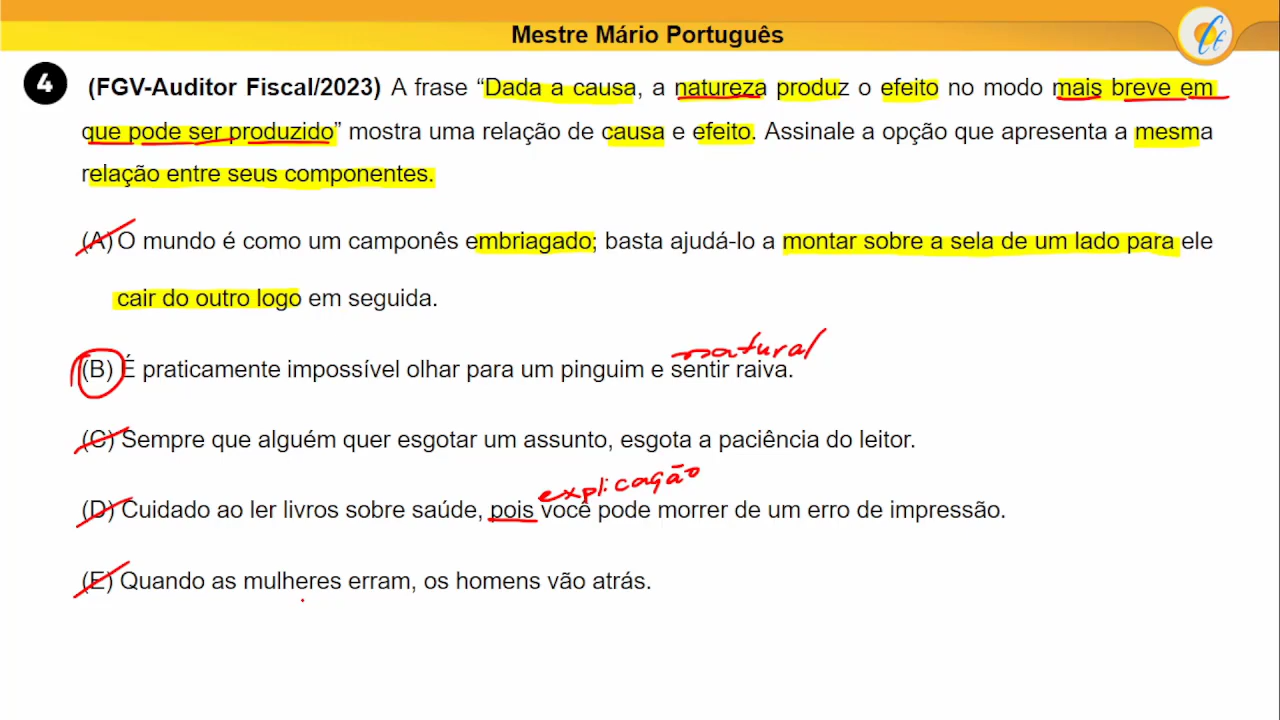 Mestre Mário Português
4 (FGV-Auditor Fiscal/2023) A frase “Dada a causa, a natureza produz o efeito no modo mais breve em
que pode ser produzido” mostra uma relação de causa e efeito. Assinale a opção que apresenta a mesma
relação entre seus componentes.
(A) O mundo é como um camponês embriagado; basta ajudá-lo a montar sobre a sela de um lado para ele
cair do outro logo em seguida.
natural
(B) É praticamente impossível olhar para um pinguim e sentir raiva.
(C) Sempre que alguém quer esgotar um assunto, esgota a paciência do leitor.
explicação
(D) Cuidado ao ler livros sobre saúde, pois você pode morrer de um erro de impressão.
(E) Quando as mulheres erram, os homens vão atrás.